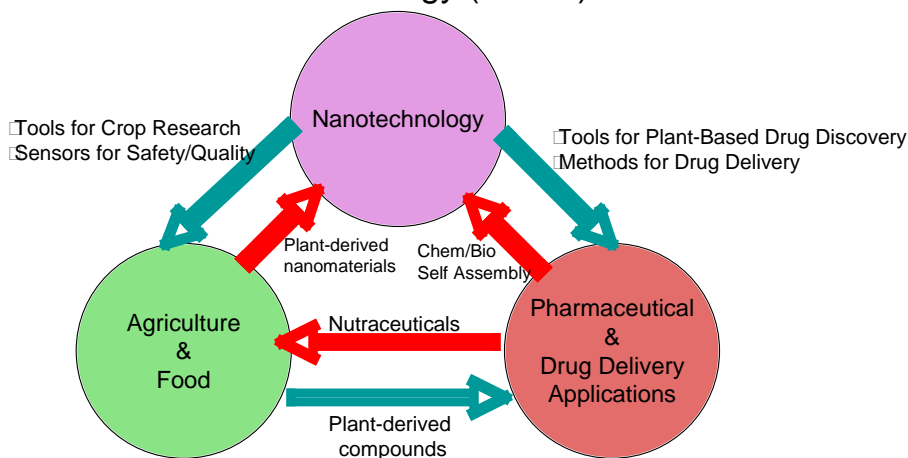 Nanotechnology
Tools for Crop Research
Sensors for Safety/Quality
Tools for Plant-Based Drug Discovery
Methods for Drug Delivery
Plant-derived
nanomaterials
Chem/Bio
Self Assembly
Agriculture
&
Food
Nutraceuticals
Pharmaceutical
&
Drug Delivery
Applications
Plant-derived
compounds